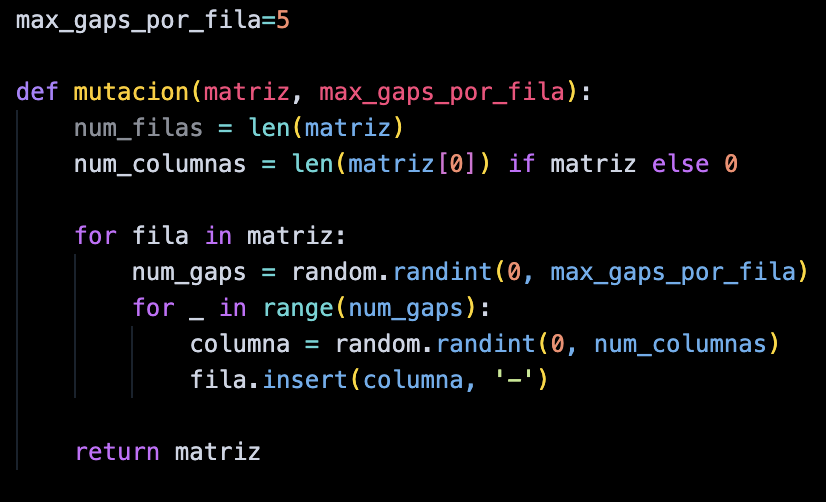 max_gaps_por_fila=5
def mutacion(matriz, max_gaps_por_fila):
    num_filas = len(matriz)
    num_columnas = len(matriz[0]) if matriz else 0
    for fila in matriz:
        num_gaps = random.randint(0, max_gaps_por_fila)
        for _ in range(num_gaps):
            columna = random.randint(0, num_columnas)
            fila.insert(columna, '-')
    return matriz